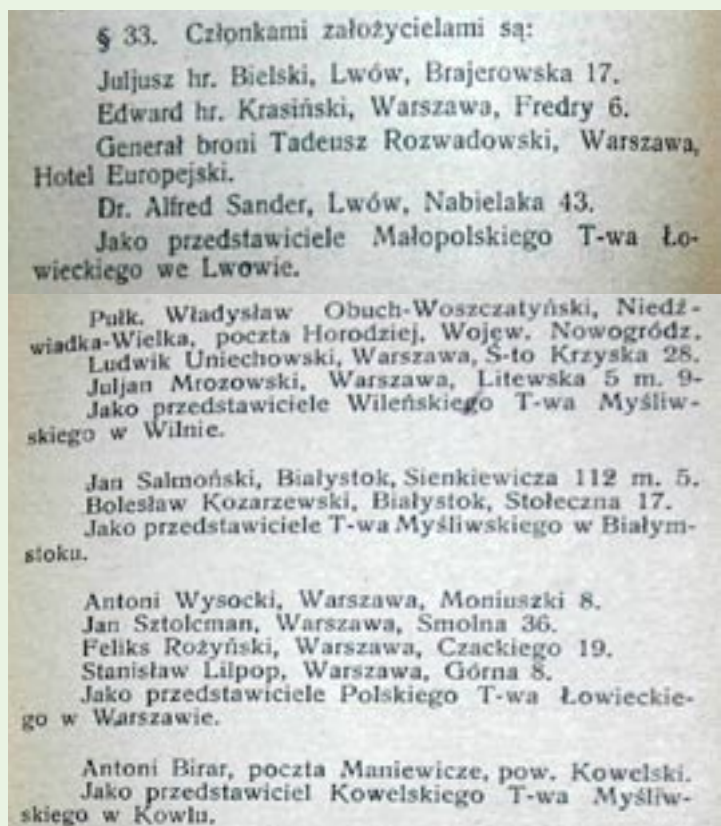 § 33. Członkami założycielami są:
Juljusz hr. Bielski, Lwów, Brajerowska 17.
Edward hr. Krasiński, Warszawa, Fredry 6.
Generał broni Tadeusz Rozwadowski, Warszawa,
Hotel Europejski.
Dr. Alfred Sander, Lwów, Nabielaka 43.
Jako przedstawiciele Małopolskiego T-wa Ło-
wieckiego we Lwowie.
Pułk. Władysław Obuch-Woszczatyński, Niedź-
wiadka-Wielka, poczta Horodziej, Wojew. Nowogródz.
Ludwik Uniechowski, Warszawa, S-to Krzyska 28.
Juljan Mrozowski, Warszawa, Litewska 5 m. 9-
Jako przedstawiciele Wileńskiego T-wa Myśliw-
skiego w Wilnie.
Jan Salmoński, Białystok, Sienkiewicza 112 m. 5.
Bolesław Kozarzewski, Białystok, Stołeczna 17.
Jako przedstawiciele T-wa Myśliwskiego w Białym-
stoku.
Antoni Wysocki, Warszawa, Moniuszki 8.
Jan Sztolcman, Warszawa, Smolna 36.
Feliks Rożyński, Warszawa, Czackiego 19.
Stanisław Lilpop, Warszawa, Górna 8.
Jako przedstawiciele Polskiego T-wa Łowieckie-
go w Warszawie.
Antoni Birar, poczta Maniewicze, pow. Kowelski.
Jako przedstawiciel Kowelskiego T-wa Myśliw-
skiego w Kowlu.